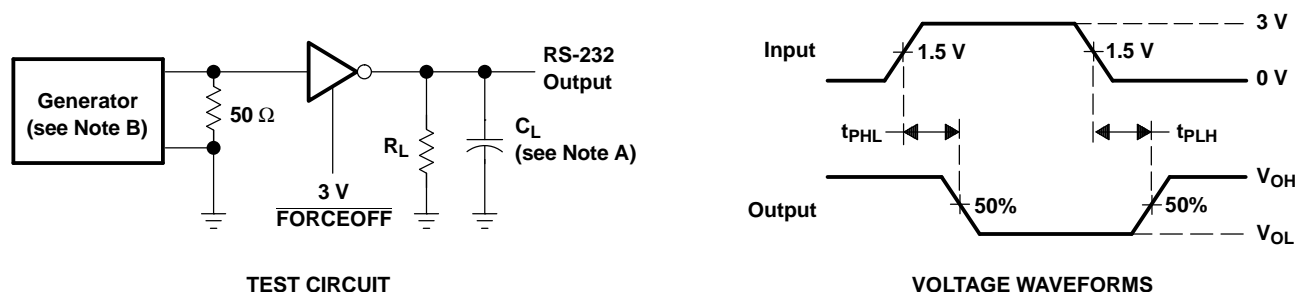 Generator
(see Note B)
50 Ω
3 V
FORCEOFF
R_L
C_L
(see Note A)
RS-232
Output
TEST CIRCUIT
Input
1.5 V
1.5 V
3 V
0 V
t_PHL
t_PLH
Output
50%
50%
V_OH
V_OL
VOLTAGE WAVEFORMS